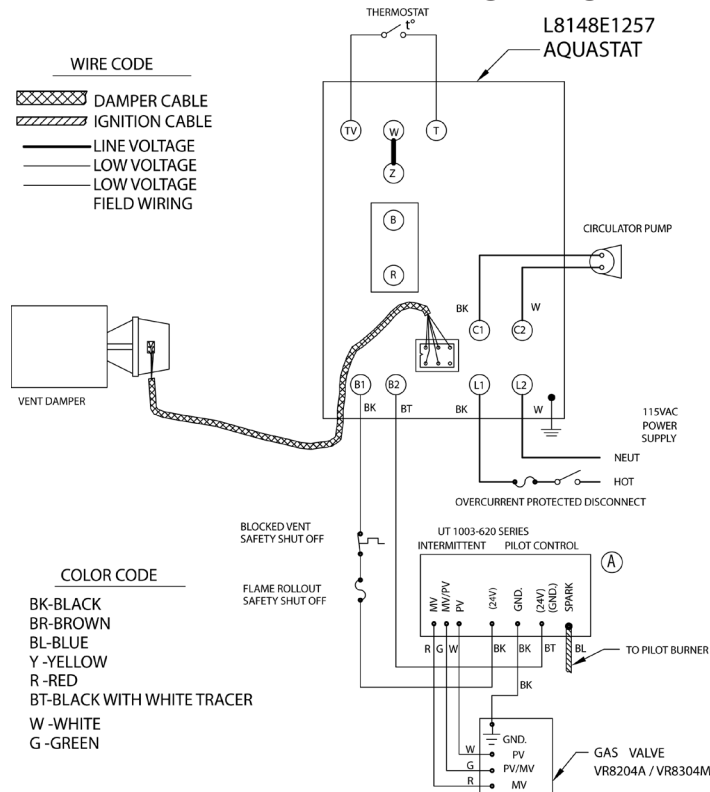 THERMOSTAT
t°
L8148E1257
AQUASTAT
WIRE CODE
DAMPER CABLE
IGNITION CABLE
LINE VOLTAGE
LOW VOLTAGE
LOW VOLTAGE
FIELD WIRING
TV
W
T
Z
B
R
CIRCULATOR PUMP
BK
W
C1
C2
VENT DAMPER
B1
B2
L1
L2
BK
BT
BK
W
115VAC
POWER
SUPPLY
NEUT
HOT
OVERCURRENT PROTECTED DISCONNECT
BLOCKED VENT
SAFETY SHUT OFF
FLAME ROLLOUT
SAFETY SHUT OFF
UT 1003-620 SERIES
INTERMITTENT PILOT CONTROL
A
MV
MV/PV
PV
(24V)
GND.
(24V)
(GND.)
SPARK
R G W BK BK BT BL
TO PILOT BURNER
BK
COLOR CODE
BK-BLACK
BR-BROWN
BL-BLUE
Y -YELLOW
R -RED
BT-BLACK WITH WHITE TRACER
W -WHITE
G -GREEN
GND.
W PV
G PV/MV
R MV
GAS VALVE
VR8204A / VR8304M